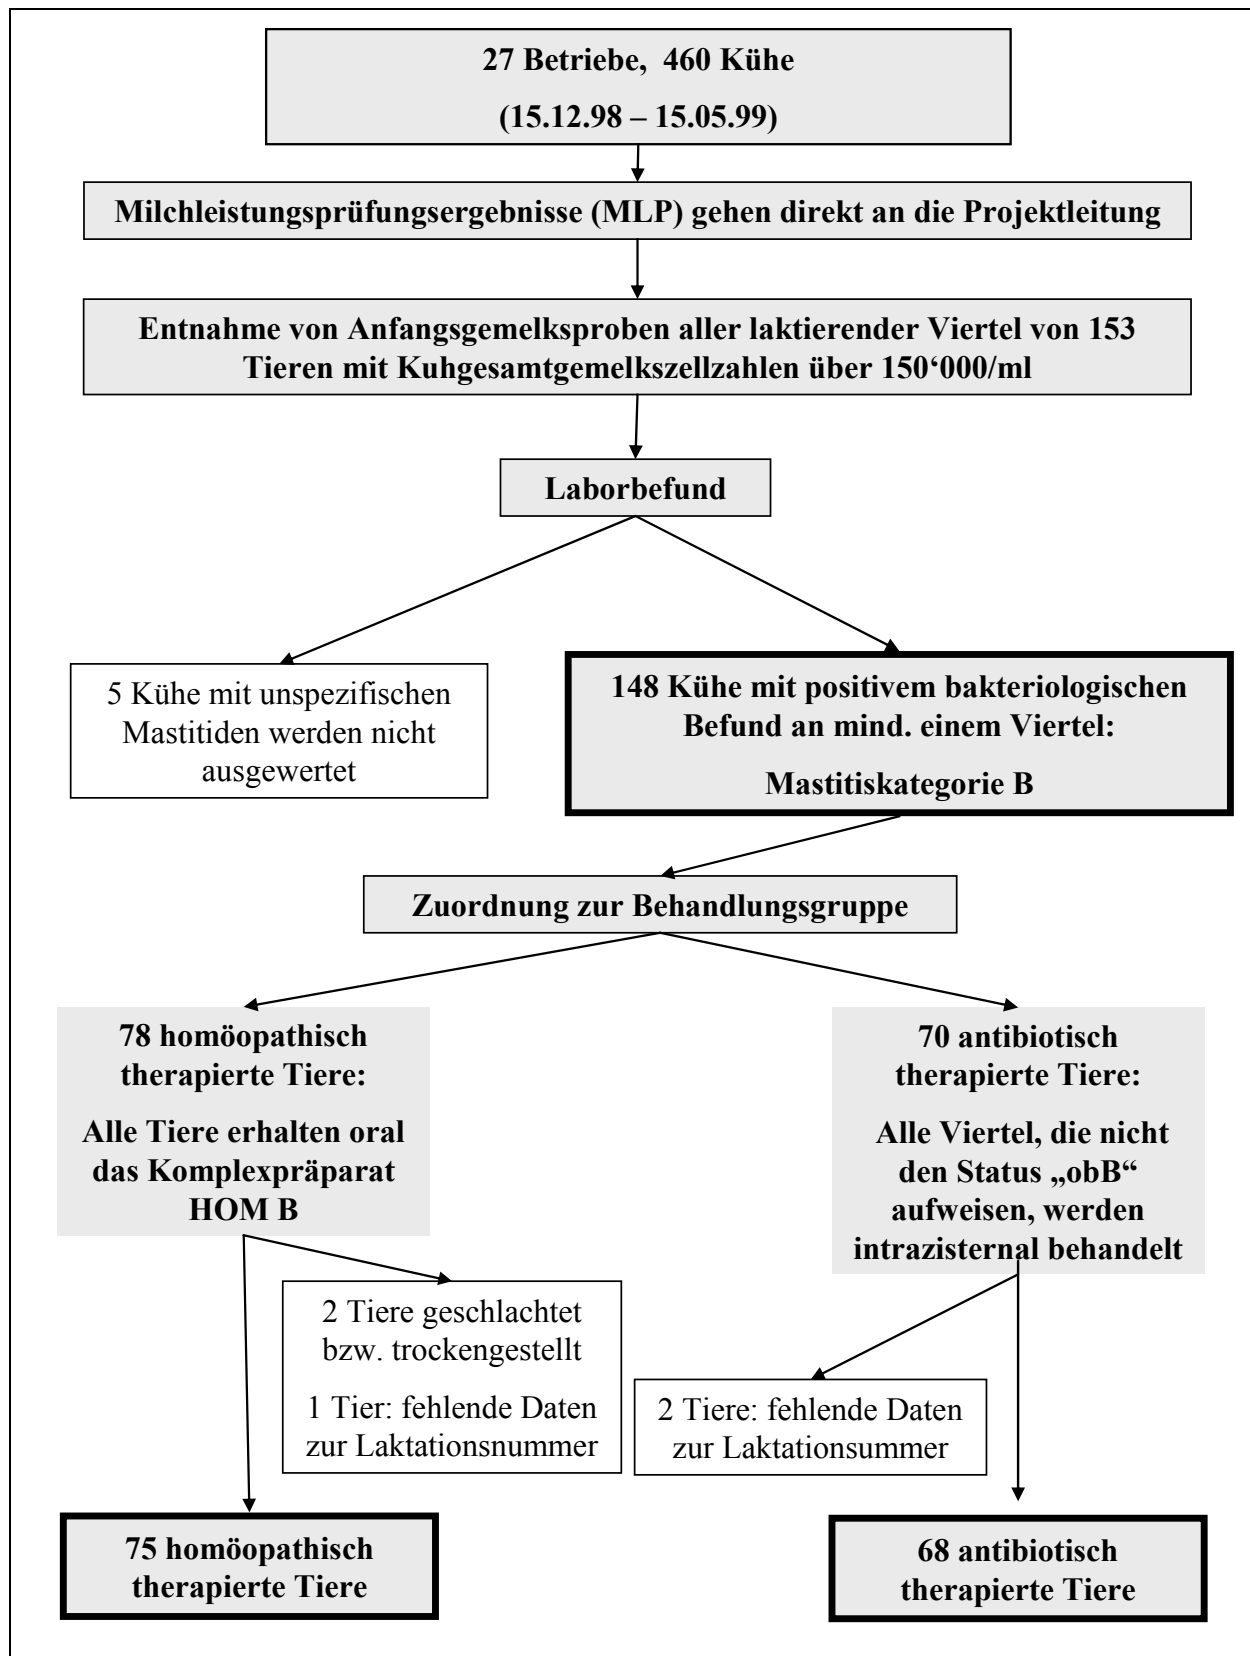 27 Betriebe,  460 Kühe
(15.12.98 – 15.05.99)
Milchleistungsprüfungsergebnisse (MLP) gehen direkt an die Projektleitung
Entnahme von Anfangsgemelksproben aller laktierender Viertel von 153
Tieren mit Kuhgesamtgemelkszellzahlen über 150‘000/ml
Laborbefund
5 Kühe mit unspezifischen
Mastitiden werden nicht
ausgewertet
148 Kühe mit positivem bakteriologischen
Befund an mind. einem Viertel:
Mastitiskategorie B
Zuordnung zur Behandlungsgruppe
78 homöopathisch
therapierte Tiere:
Alle Tiere erhalten oral
das Komplexpräparat
HOM B
70 antibiotisch
therapierte Tiere:
Alle Viertel, die nicht
den Status „obB“
aufweisen, werden
intrazisternal behandelt
2 Tiere geschlachtet
bzw. trockengestellt
1 Tier: fehlende Daten
zur Laktationsnummer
2 Tiere: fehlende Daten
zur Laktationsummer
75 homöopathisch
therapierte Tiere
68 antibiotisch
therapierte Tiere